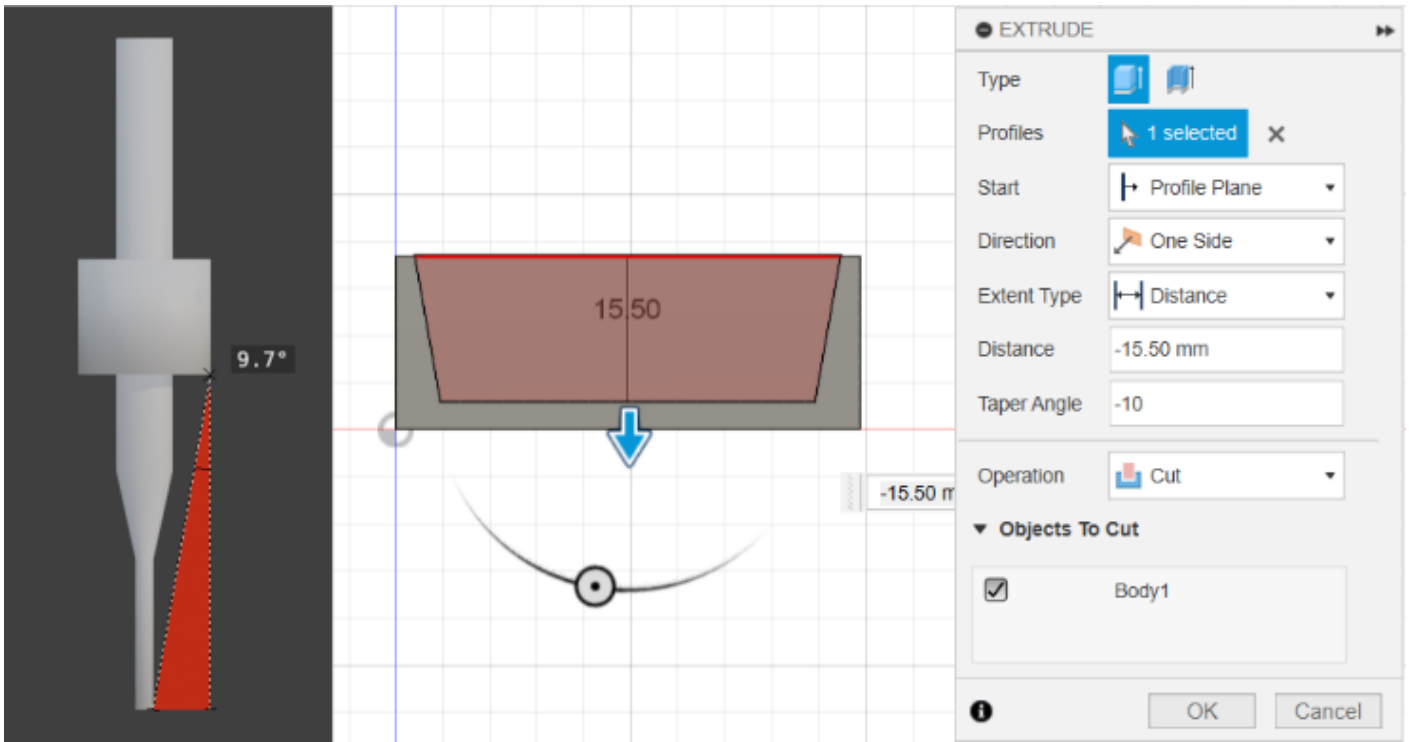 9.7°
15.50
-15.50 m
EXTRUDE
Type
Profiles 1 selected
Start Profile Plane
Direction One Side
Extent Type Distance
Distance -15.50 mm
Taper Angle -10
Operation Cut
Objects To Cut
Body1
OK Cancel